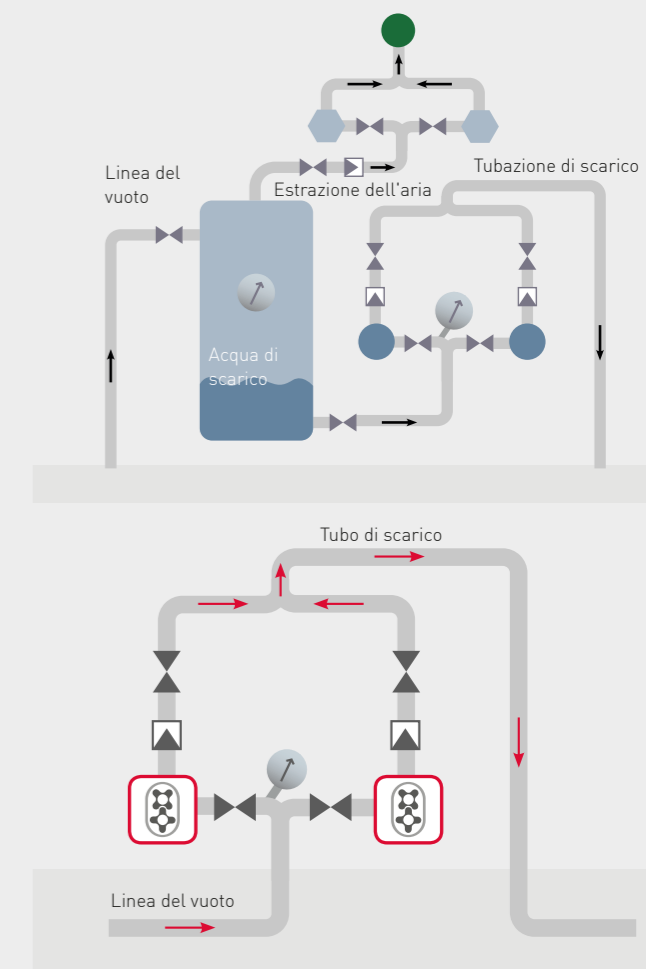 Linea del
vuoto
Estrazione dell'aria
Tubazione di scarico
Acqua di
scarico
Tubo di scarico
Linea del vuoto